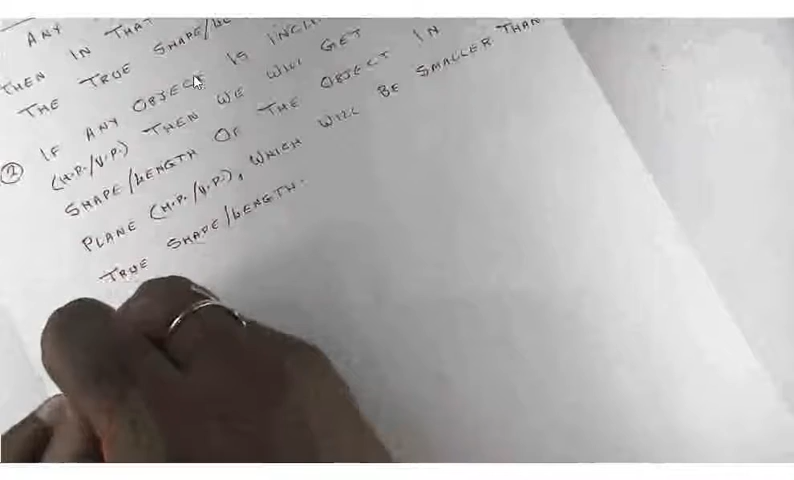 ANY
THEN IN THAT
THE TRUE SHAPE/
② IF ANY OBJECT IS
(H.P./V.P.) THEN WE WILL GET
SHAPE/LENGTH OF THE OBJECT IN
PLANE (H.P./V.P.), WHICH WILL BE SMALLER THAN
TRUE SHAPE/LENGTH.